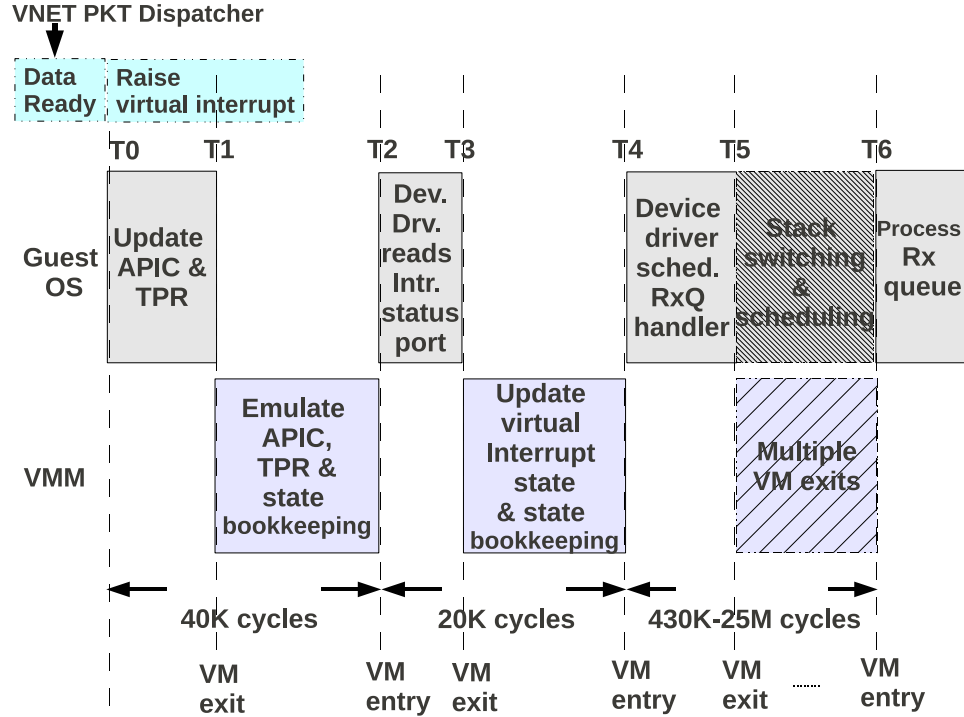 VNET PKT Dispatcher
Data
Ready
Raise
virtual interrupt
T0
T1
T2
T3
T4
T5
T6
Guest
OS
Update
APIC &
TPR
Dev.
Drv.
reads
Intr.
status
port
Device
driver
sched.
RxQ
handler
Stack
switching
&
scheduling
Process
Rx
queue
VMM
Emulate
APIC,
TPR &
state
bookkeeping
Update
virtual
Interrupt
state
& state
bookkeeping
Multiple
VM exits
40K cycles
20K cycles
430K-25M cycles
VM
exit
VM
entry
VM
exit
VM
entry
VM
exit
........
VM
entry